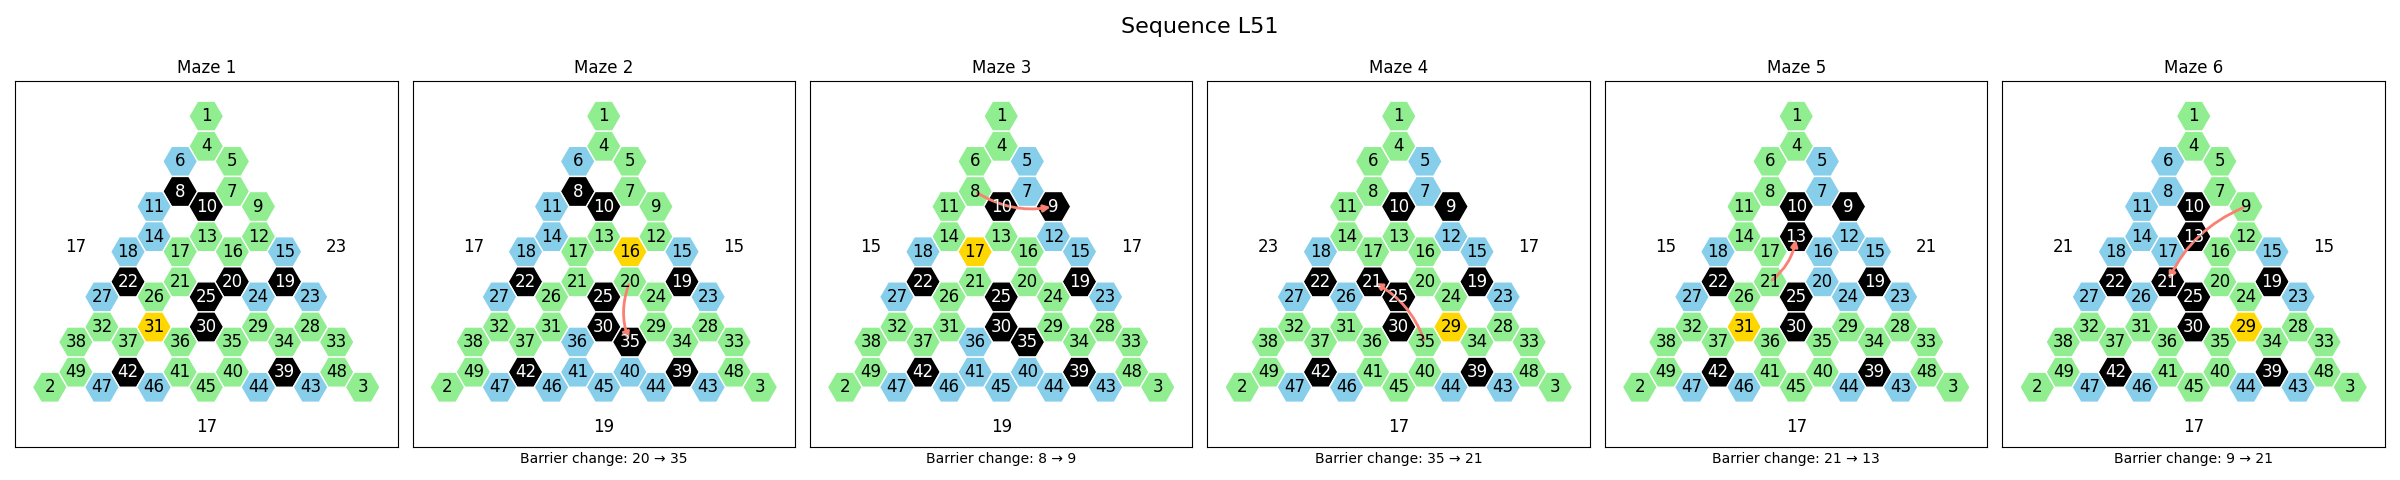 Sequence L51
Maze 1
1
4
6 5
8 7
11 10 9
14 13 12
17 18 17 16 15 23
22 21 20 19
27 26 25 24 23
32 31 30 29 28
38 37 36 35 34 33
49 42 41 40 39 48
2 47 46 45 44 43 3
17
Maze 2
1
4
6 5
8 7
11 10 9
14 13 12
17 18 17 16 15 15
22 21 20 19
27 26 25 24 23
32 31 30 29 28
38 37 36 35 34 33
49 42 41 40 39 48
2 47 46 45 44 43 3
19
Barrier change: 20 → 35
Maze 3
1
4
6 5
8 7
11 10 9
14 13 12
15 18 17 16 15 17
22 21 20 19
27 26 25 24 23
32 31 30 29 28
38 37 36 35 34 33
49 42 41 40 39 48
2 47 46 45 44 43 3
19
Barrier change: 8 → 9
Maze 4
1
4
6 5
8 7
11 10 9
14 13 12
23 18 17 16 15 17
22 21 20 19
27 26 25 24 23
32 31 30 29 28
38 37 36 35 34 33
49 42 41 40 39 48
2 47 46 45 44 43 3
17
Barrier change: 35 → 21
Maze 5
1
4
6 5
8 7
11 10 9
14 13 12
15 18 17 16 15 21
22 21 20 19
27 26 25 24 23
32 31 30 29 28
38 37 36 35 34 33
49 42 41 40 39 48
2 47 46 45 44 43 3
17
Barrier change: 21 → 13
Maze 6
1
4
6 5
8 7
11 10 9
14 13 12
21 18 17 16 15 15
22 21 20 19
27 26 25 24 23
32 31 30 29 28
38 37 36 35 34 33
49 42 41 40 39 48
2 47 46 45 44 43 3
17
Barrier change: 9 → 21